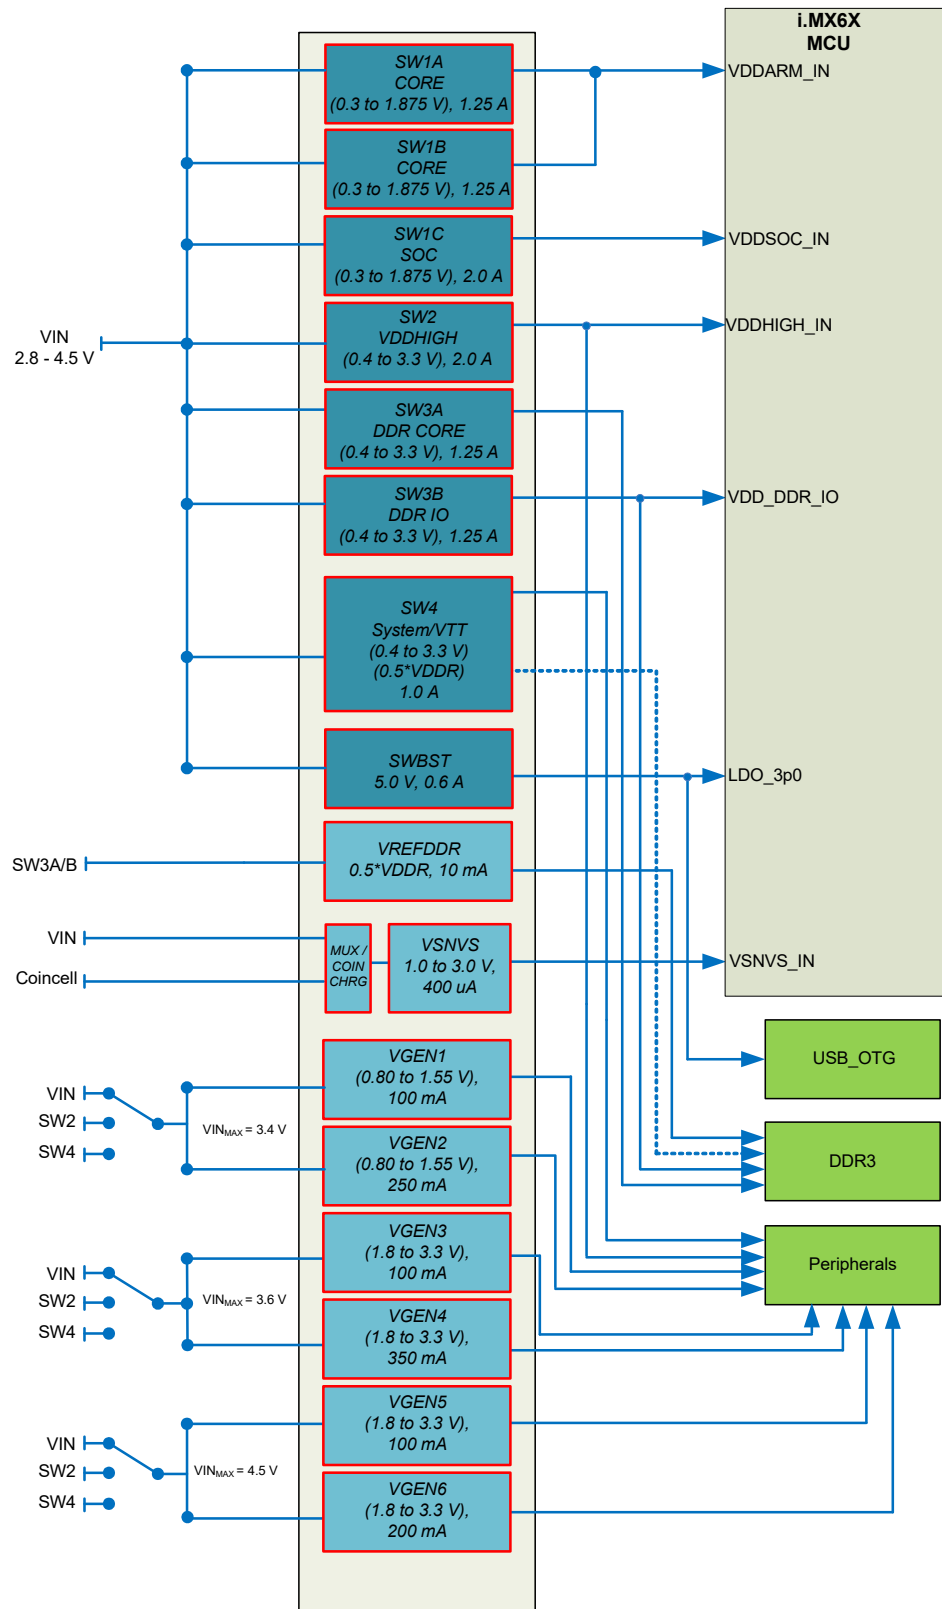 i.MX6X
MCU
SW1A
CORE
(0.3 to 1.875 V), 1.25 A
VDDARM_IN
SW1B
CORE
(0.3 to 1.875 V), 1.25 A
SW1C
SOC
(0.3 to 1.875 V), 2.0 A
VDDSOC_IN
VIN
2.8 - 4.5 V
SW2
VDDHIGH
(0.4 to 3.3 V), 2.0 A
VDDHIGH_IN
SW3A
DDR CORE
(0.4 to 3.3 V), 1.25 A
SW3B
DDR IO
(0.4 to 3.3 V), 1.25 A
VDD_DDR_IO
SW4
System/VTT
(0.4 to 3.3 V)
(0.5*VDDR)
1.0 A
SWBST
5.0 V, 0.6 A
LDO_3p0
SW3A/B
VREFDDR
0.5*VDDR, 10 mA
VIN
Coincell
MUX /
COIN
CHRG
VSNVS
1.0 to 3.0 V,
400 uA
VSNVS_IN
USB_OTG
VIN
SW2
SW4
VINMAX = 3.4 V
VGEN1
(0.80 to 1.55 V),
100 mA
VGEN2
(0.80 to 1.55 V),
250 mA
DDR3
VIN
SW2
SW4
VINMAX = 3.6 V
VGEN3
(1.8 to 3.3 V),
100 mA
VGEN4
(1.8 to 3.3 V),
350 mA
Peripherals
VIN
SW2
SW4
VINMAX = 4.5 V
VGEN5
(1.8 to 3.3 V),
100 mA
VGEN6
(1.8 to 3.3 V),
200 mA